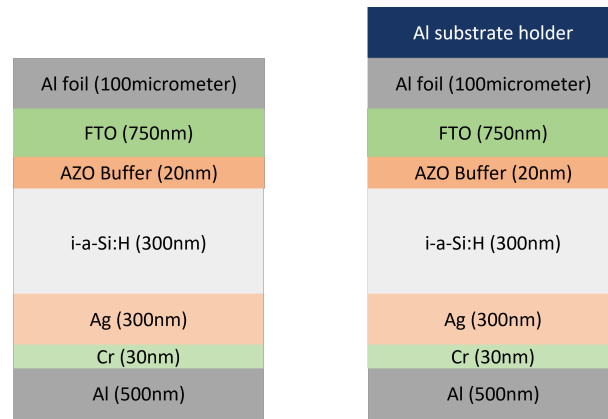 Al foil (100micrometer)
FTO (750nm)
AZO Buffer (20nm)
i-a-Si:H (300nm)
Ag (300nm)
Cr (30nm)
Al (500nm)
Al substrate holder
Al foil (100micrometer)
FTO (750nm)
AZO Buffer (20nm)
i-a-Si:H (300nm)
Ag (300nm)
Cr (30nm)
Al (500nm)